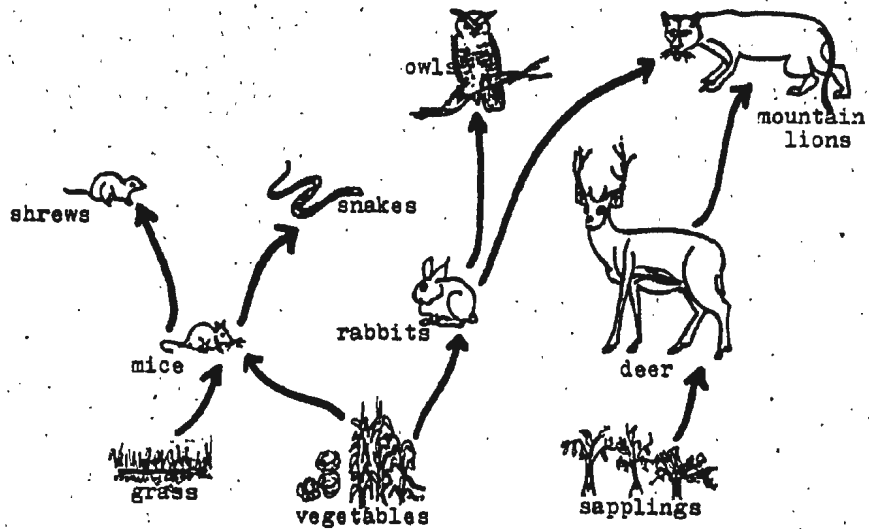 owls
mountain
lions
shrews
snakes
rabbits
mice
deer
grass
vegetables
sapplings